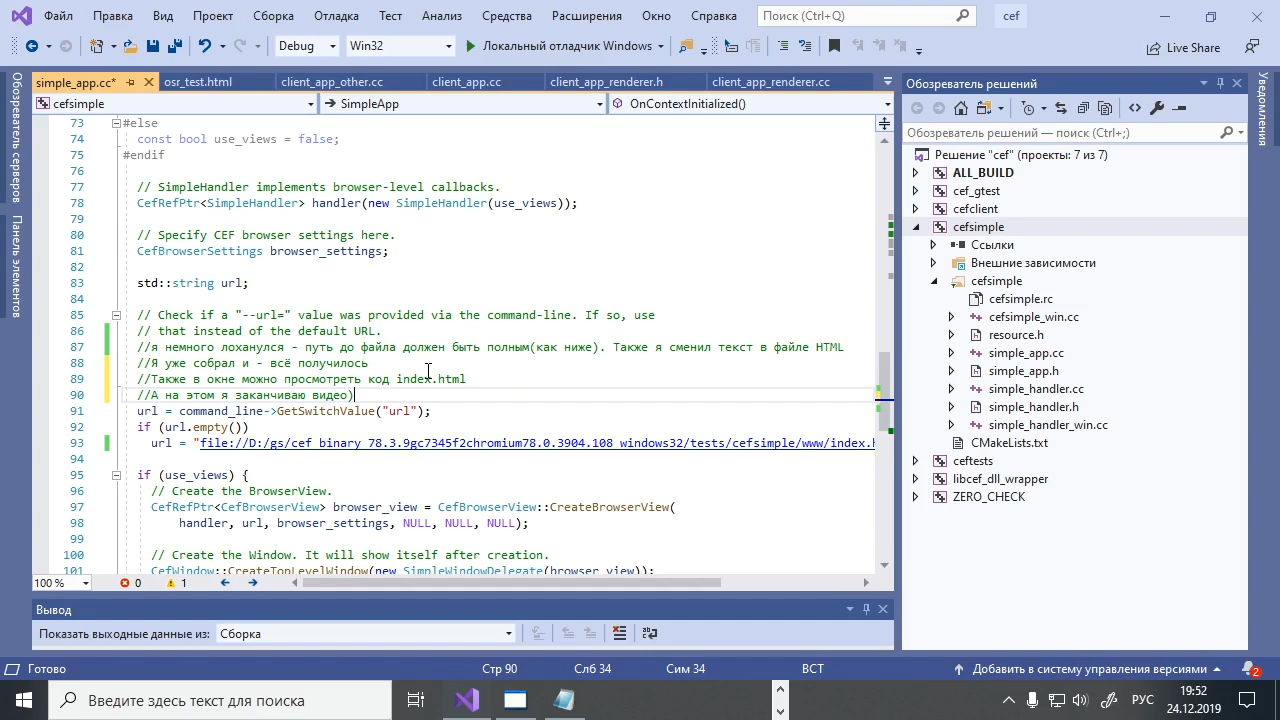 Файл Правка Вид Проект Сборка Отладка Тест Анализ Средства Расширения Окно Справка Поиск (Ctrl+Q) cef
Debug Win32 Локальный отладчик Windows Live Share
simple_app.cc* osr_test.html client_app_other.cc client_app.cc client_app_renderer.h client_app_renderer.cc
cefsimple SimpleApp OnContextInitialized()
Обозреватель серверов
Панель элементов
73 #else
74 const bool use_views = false;
75 #endif
76
77 // SimpleHandler implements browser-level callbacks.
78 CefRefPtr<SimpleHandler> handler(new SimpleHandler(use_views));
79
80 // Specify CEF browser settings here.
81 CefBrowserSettings browser_settings;
82
83 std::string url;
84
85 // Check if a "--url=" value was provided via the command-line. If so, use
86 // that instead of the default URL.
87 //я немного лоханулся - путь до файла должен быть полным(как ниже). Также я сменил текст в файле HTML
88 //Я уже собрал и - всё получилось
89 //Также в окне можно просмотреть код index.html
90 //А на этом я заканчиваю видео)
91 url = command_line->GetSwitchValue("url");
92 if (url.empty())
93 url = "file://D:/gs/cef_binary_78.3.9gc7345f2chromium78.0.3904.108_windows32/tests/cefsimple/www/index.h
94
95 if (use_views) {
96 // Create the BrowserView.
97 CefRefPtr<CefBrowserView> browser_view = CefBrowserView::CreateBrowserView(
98 handler, url, browser_settings, NULL, NULL, NULL);
99
100 // Create the Window. It will show itself after creation.
101 CefWindow::CreateTopLevelWindow(new SimpleWindowDelegate(browser_view));
100 % 0 1
Вывод
Показать выходные данные из: Сборка
Обозреватель решений
Обозреватель решений — поиск (Ctrl+;)
Решение "cef" (проекты: 7 из 7)
ALL_BUILD
cef_gtest
cefclient
cefsimple
Ссылки
Внешние зависимости
cefsimple
cefsimple.rc
cefsimple_win.cc
resource.h
simple_app.cc
simple_app.h
simple_handler.cc
simple_handler.h
simple_handler_win.cc
CMakeLists.txt
ceftests
libcef_dll_wrapper
ZERO_CHECK
Уведомления
Готово Стр 90 Слб 34 Сим 34 ВСТ Добавить в систему управления версиями 2
Введите здесь текст для поиска РУС 19:52
24.12.2019